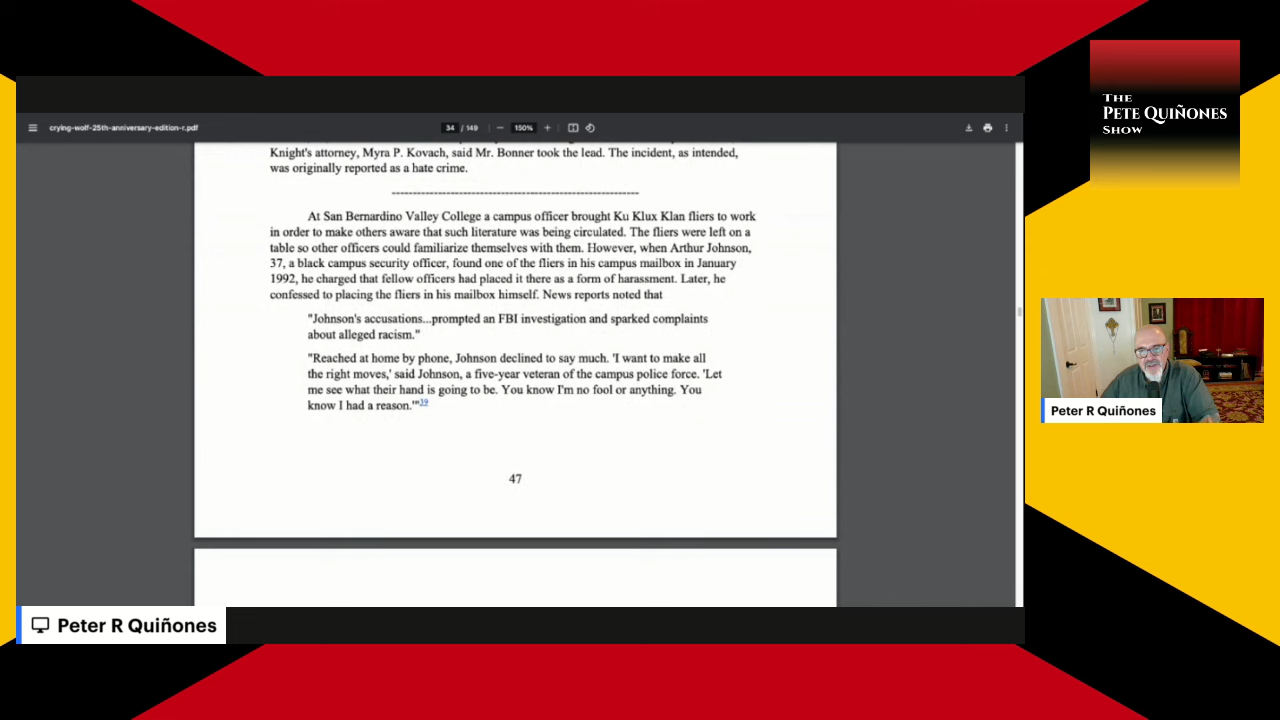 THE
PETE QUIÑONES
SHOW
crying-wolf-25th-anniversary-edition-r.pdf
34 / 149
150%
Knight's attorney, Myra P. Kovach, said Mr. Bonner took the lead. The incident, as intended,
was originally reported as a hate crime.
At San Bernardino Valley College a campus officer brought Ku Klux Klan fliers to work
in order to make others aware that such literature was being circulated. The fliers were left on a
table so other officers could familiarize themselves with them. However, when Arthur Johnson,
37, a black campus security officer, found one of the fliers in his campus mailbox in January
1992, he charged that fellow officers had placed it there as a form of harassment. Later, he
confessed to placing the fliers in his mailbox himself. News reports noted that
"Johnson's accusations...prompted an FBI investigation and sparked complaints
about alleged racism."
"Reached at home by phone, Johnson declined to say much. 'I want to make all
the right moves,' said Johnson, a five-year veteran of the campus police force. 'Let
me see what their hand is going to be. You know I'm no fool or anything. You
know I had a reason.'"39
47
Peter R Quiñones
Peter R Quiñones